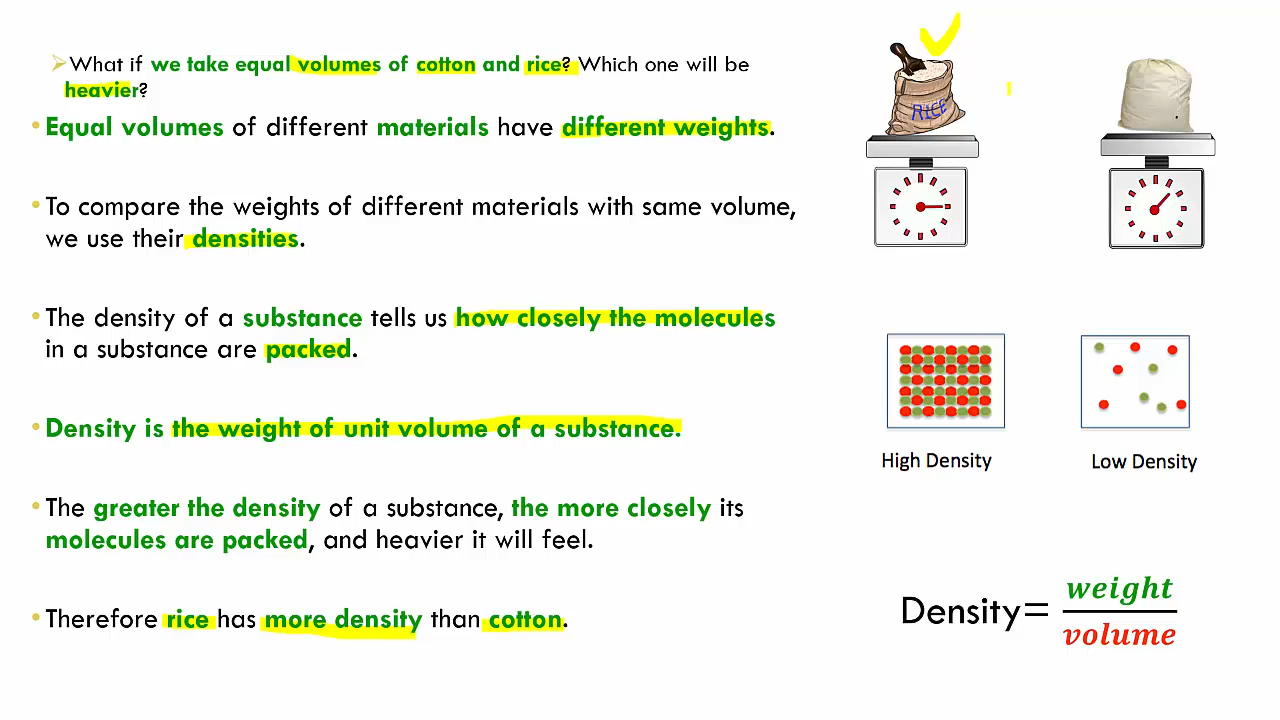 ➢What if we take equal volumes of cotton and rice? Which one will be
heavier?
• Equal volumes of different materials have different weights.
• To compare the weights of different materials with same volume,
we use their densities.
• The density of a substance tells us how closely the molecules
in a substance are packed.
• Density is the weight of unit volume of a substance.
• The greater the density of a substance, the more closely its
molecules are packed, and heavier it will feel.
• Therefore rice has more density than cotton.
RICE
High Density
Low Density
Density= weight
volume